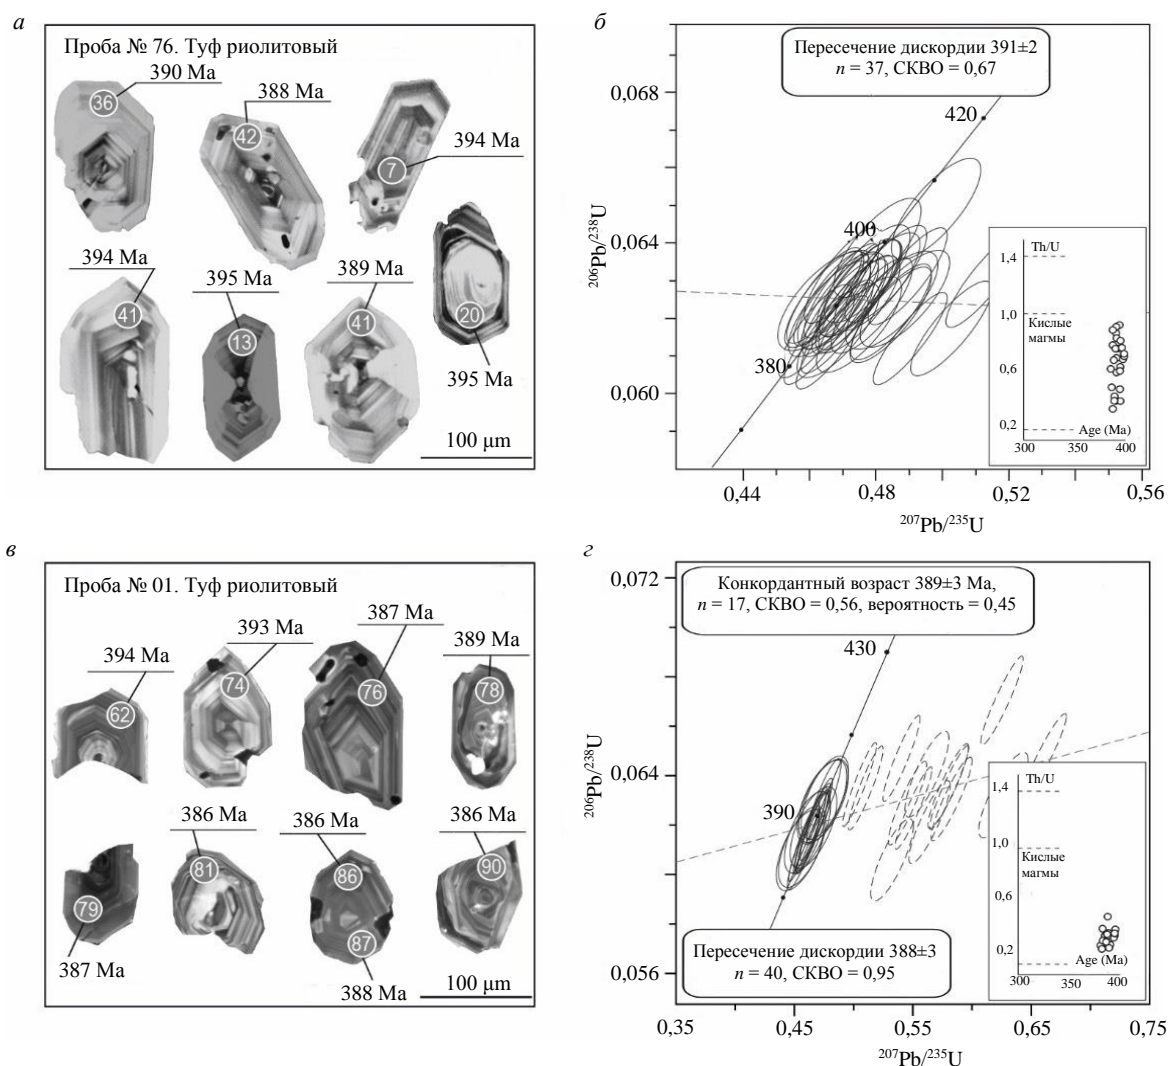 а
Проба № 76. Туф риолитовый
390 Ma
388 Ma
394 Ma
36
42
7
394 Ma
395 Ma
389 Ma
41
13
41
20
395 Ma
100 µm
б
Пересечение дискордии 391±2
n = 37, СКВО = 0,67
0,068
0,064
0,060
206Pb/238U
420
400
380
0,44
0,48
0,52
0,56
207Pb/235U
Th/U
1,4
1,0
Кислые
магмы
0,6
0,2
Age (Ma)
300
350
400
в
Проба № 01. Туф риолитовый
394 Ma
393 Ma
387 Ma
389 Ma
62
74
76
78
386 Ma
386 Ma
386 Ma
79
81
86
87
90
387 Ma
388 Ma
100 µm
г
Конкордантный возраст 389±3 Ma,
n = 17, СКВО = 0,56, вероятность = 0,45
0,072
0,064
0,056
206Pb/238U
430
390
Пересечение дискордии 388±3
n = 40, СКВО = 0,95
0,35
0,45
0,55
0,65
0,75
207Pb/235U
Th/U
1,4
1,0
Кислые
магмы
0,6
0,2
Age (Ma)
300
350
400